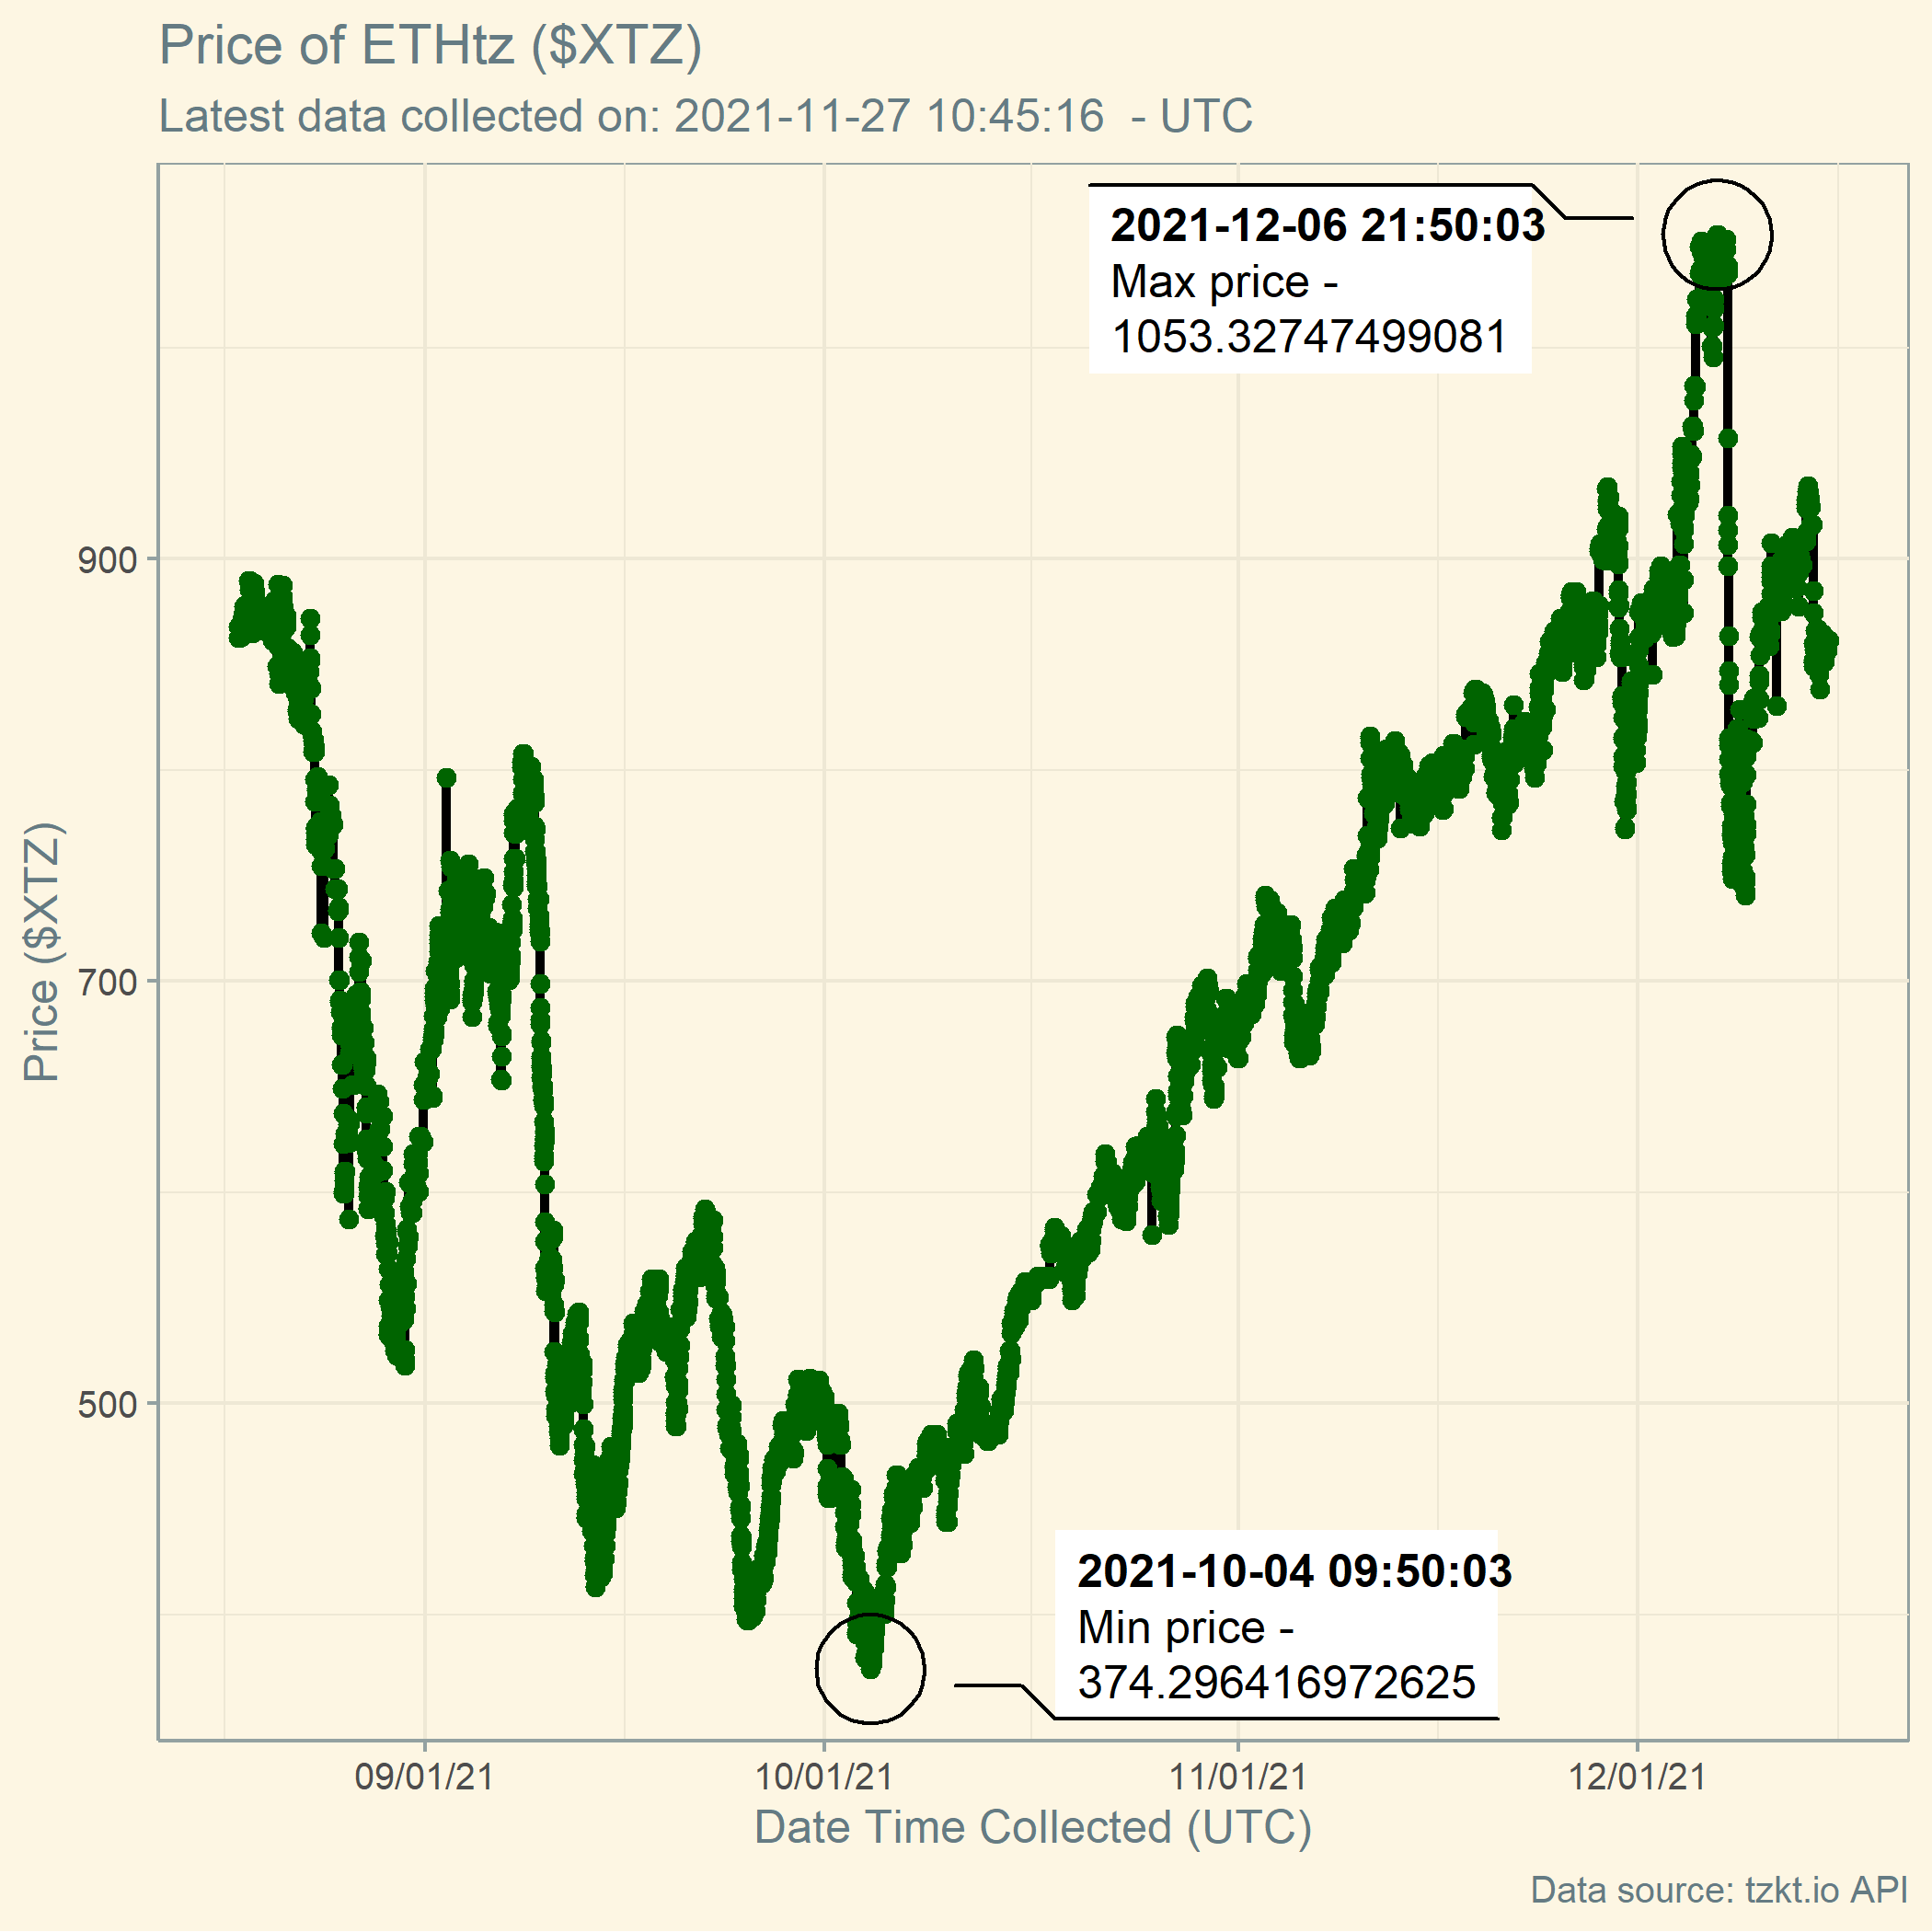 Price of ETHtz ($XTZ)
Latest data collected on: 2021-11-27 10:45:16  - UTC
2021-12-06 21:50:03
Max price -
1053.32747499081
900
700
500
Price ($XTZ)
2021-10-04 09:50:03
Min price -
374.296416972625
09/01/21
10/01/21
11/01/21
12/01/21
Date Time Collected (UTC)
Data source: tzkt.io API